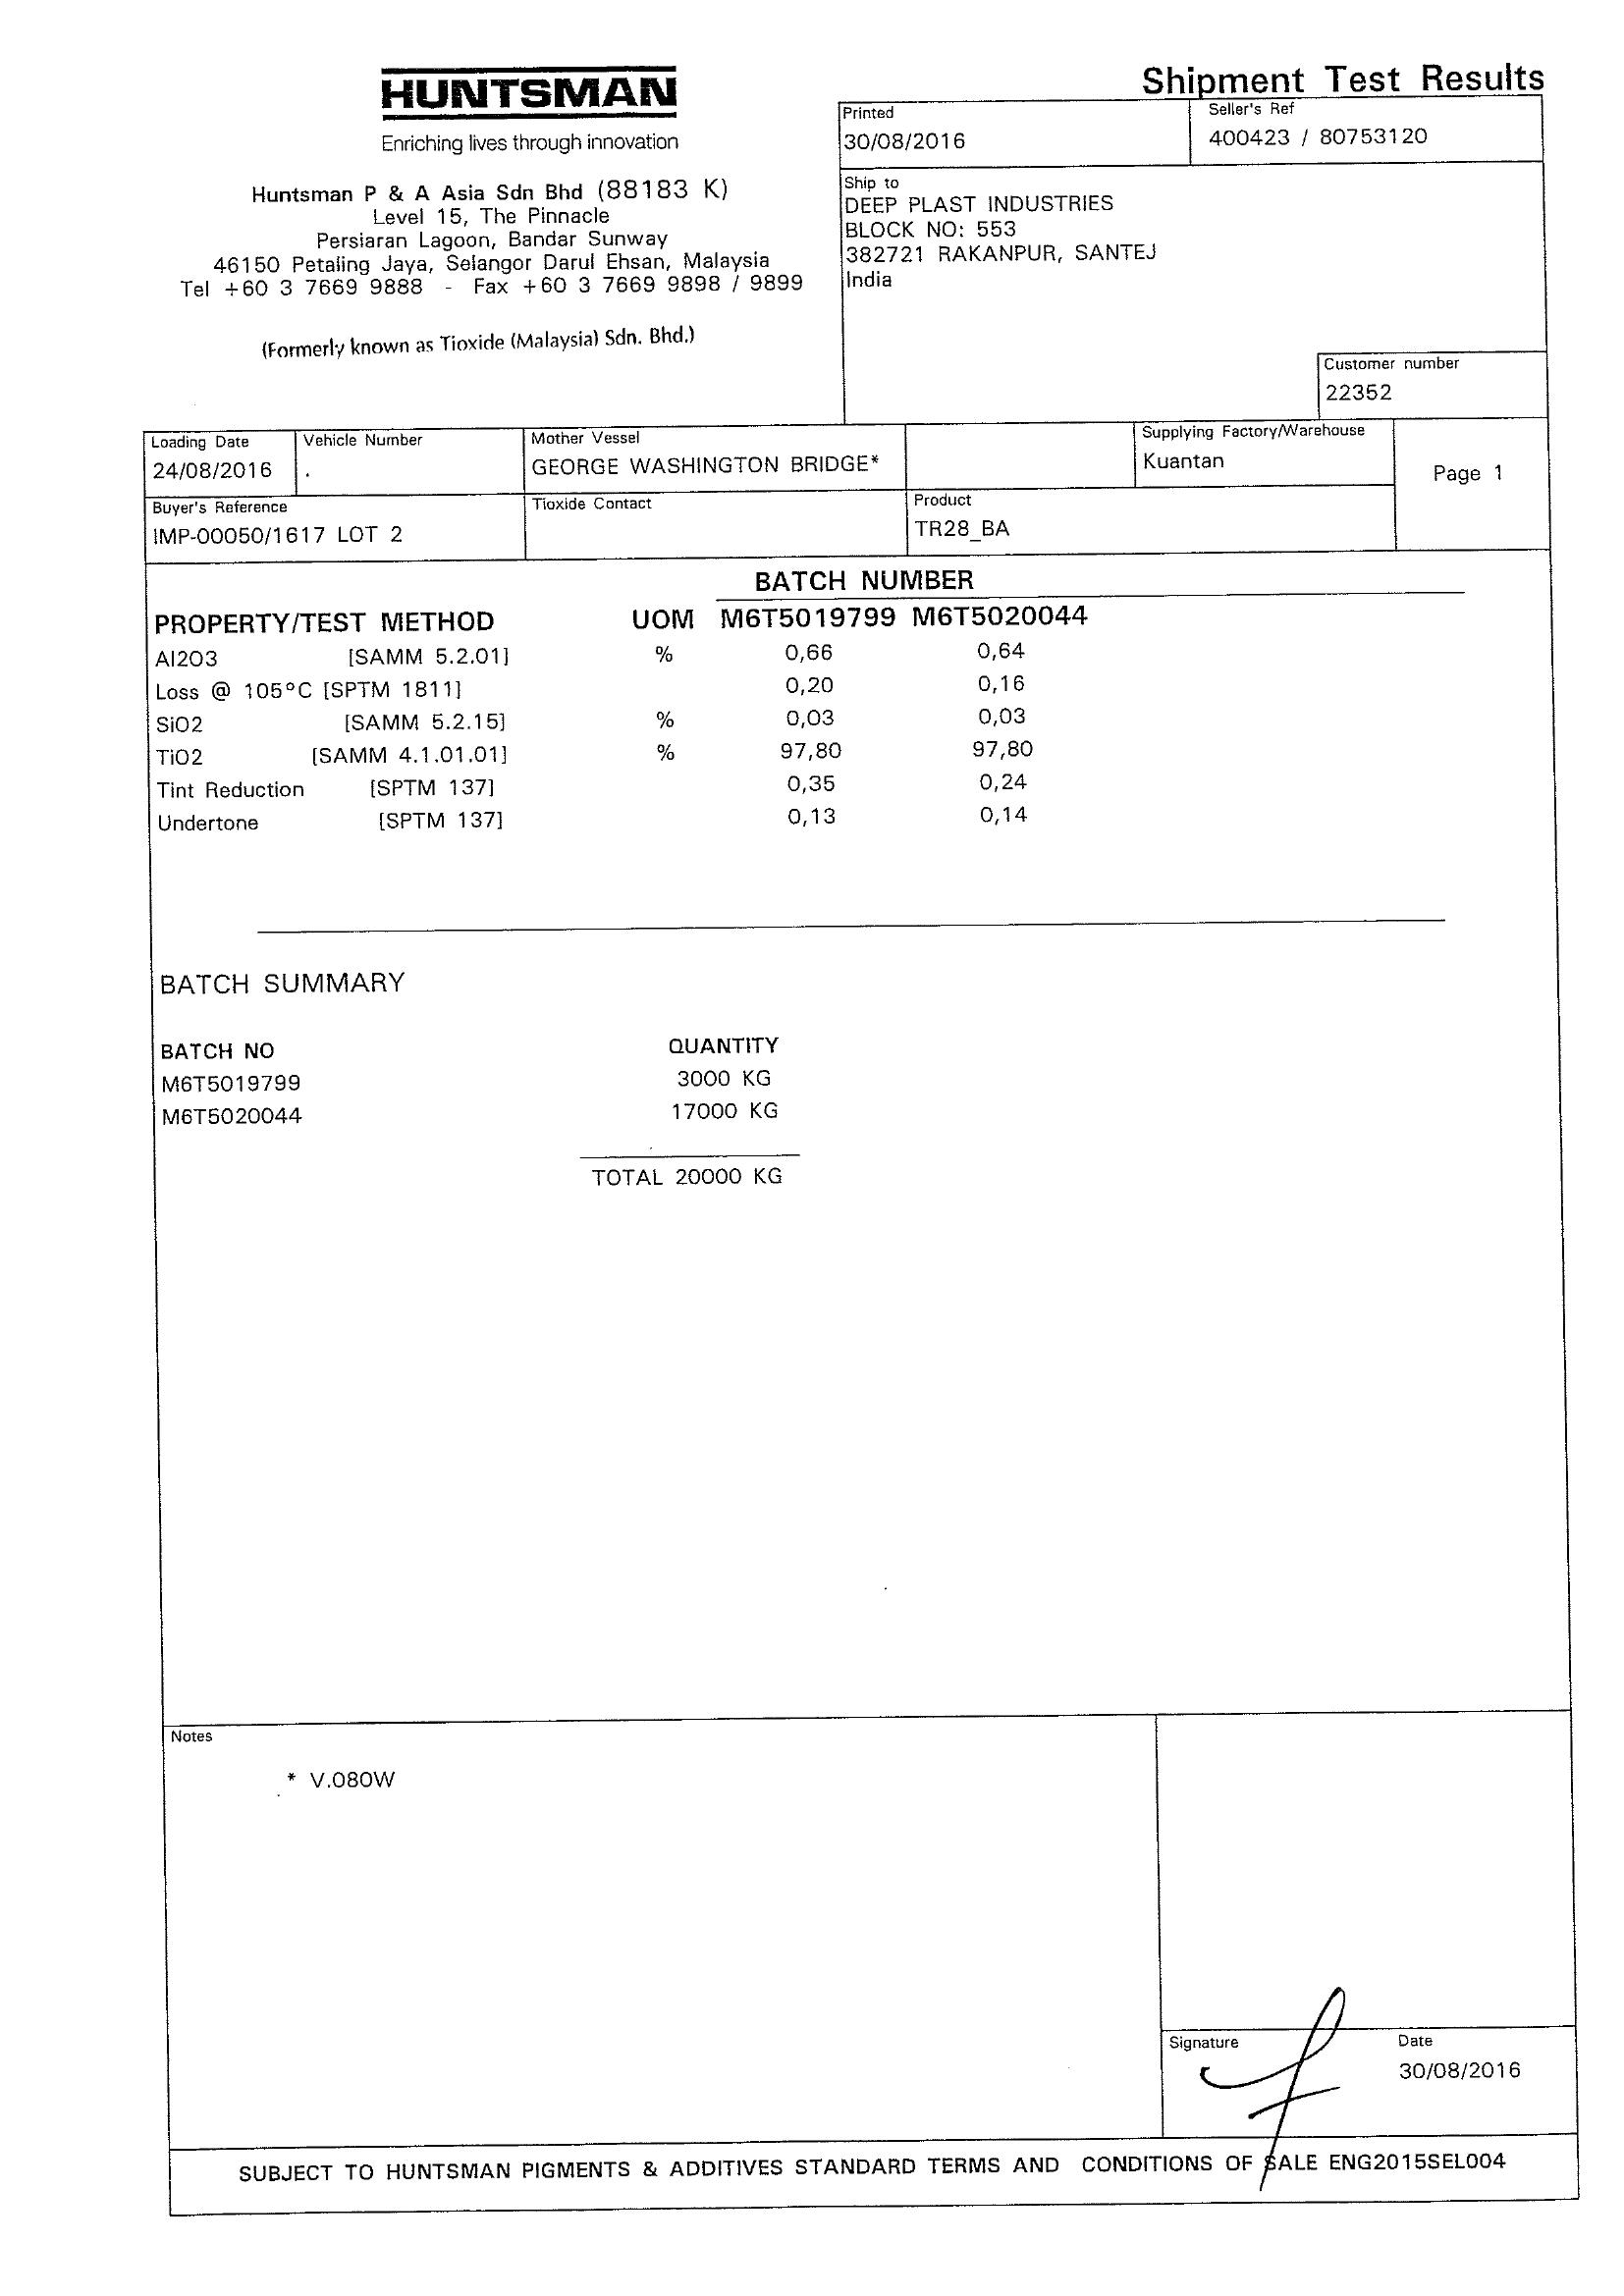 HUNTSMAN
Enriching lives through innovation
Huntsman P & A Asia Sdn Bhd (88183 K)
Level 15, The Pinnacle
Persiaran Lagoon, Bandar Sunway
46150 Petaling Jaya, Selangor Darul Ehsan, Malaysia
Tel +60 3 7669 9888 - Fax +60 3 7669 9898 / 9899
(Formerly known as Tioxide (Malaysia) Sdn. Bhd.)
Shipment Test Results
Printed
30/08/2016
Seller's Ref
400423 / 80753120
Ship to
DEEP PLAST INDUSTRIES
BLOCK NO: 553
382721 RAKANPUR, SANTEJ
India
Customer number
22352
Loading Date
24/08/2016
Vehicle Number
.
Mother Vessel
GEORGE WASHINGTON BRIDGE*
Supplying Factory/Warehouse
Kuantan
Page 1
Buyer's Reference
IMP-00050/1617 LOT 2
Tioxide Contact
Product
TR28_BA
BATCH NUMBER
PROPERTY/TEST METHOD UOM M6T5019799 M6T5020044
Al2O3 [SAMM 5.2.01] % 0,66 0,64
Loss @ 105°C [SPTM 1811] 0,20 0,16
SiO2 [SAMM 5.2.15] % 0,03 0,03
TiO2 [SAMM 4.1.01.01] % 97,80 97,80
Tint Reduction [SPTM 137] 0,35 0,24
Undertone [SPTM 137] 0,13 0,14
BATCH SUMMARY
BATCH NO QUANTITY
M6T5019799 3000 KG
M6T5020044 17000 KG
TOTAL 20000 KG
Notes
* V.080W
Signature
Date
30/08/2016
SUBJECT TO HUNTSMAN PIGMENTS & ADDITIVES STANDARD TERMS AND CONDITIONS OF SALE ENG2015SEL004